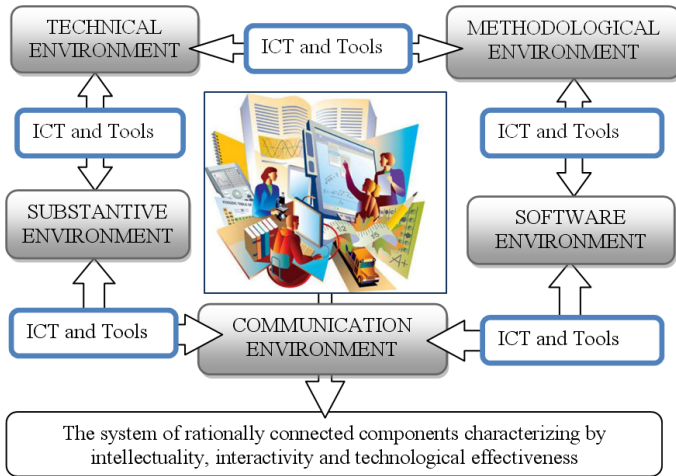 TECHNICAL
ENVIRONMENT
ICT and Tools
METHODOLOGICAL
ENVIRONMENT
ICT and Tools
ICT and Tools
SUBSTANTIVE
ENVIRONMENT
SOFTWARE
ENVIRONMENT
A+
ICT and Tools
COMMUNICATION
ENVIRONMENT
ICT and Tools
The system of rationally connected components characterizing by
intellectuality, interactivity and technological effectiveness